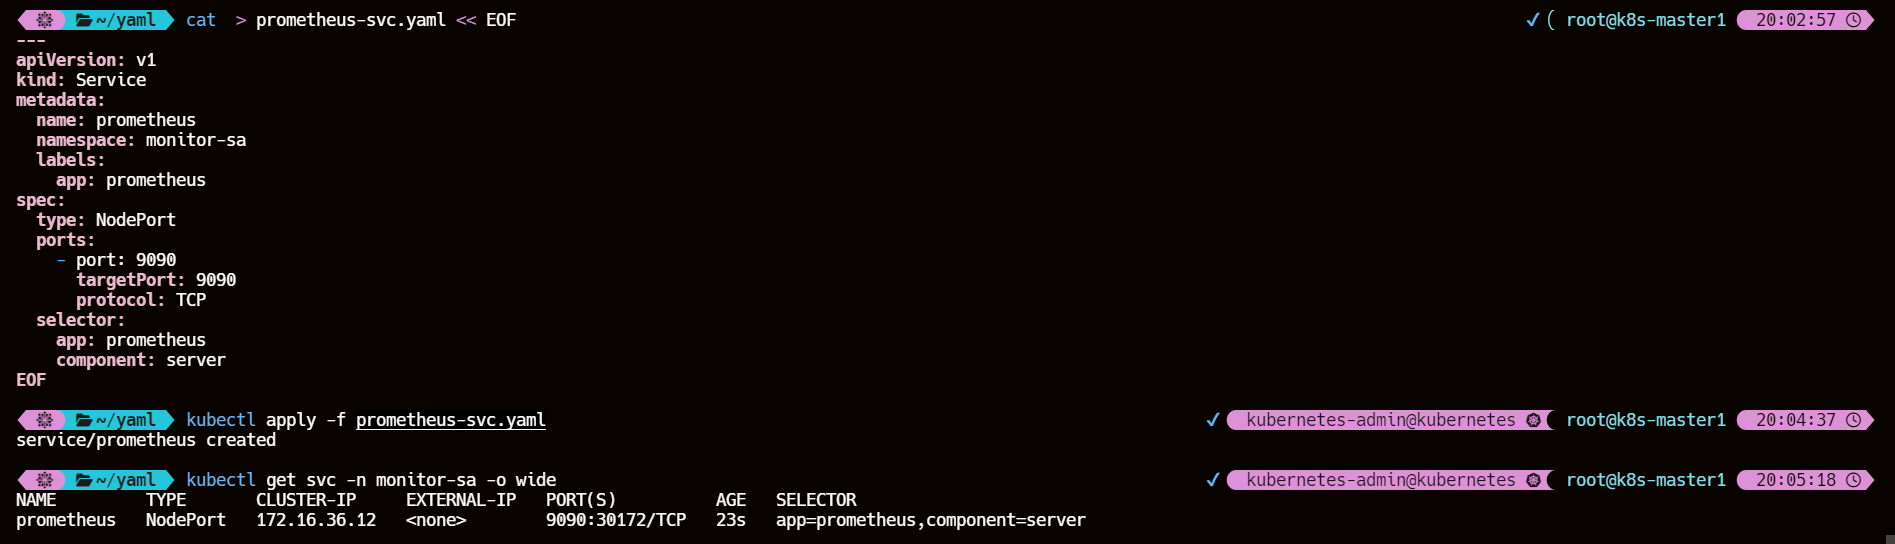 ~/yaml cat  > prometheus-svc.yaml << EOF root@k8s-master1 20:02:57
---
apiVersion: v1
kind: Service
metadata:
  name: prometheus
  namespace: monitor-sa
  labels:
    app: prometheus
spec:
  type: NodePort
  ports:
    - port: 9090
      targetPort: 9090
      protocol: TCP
  selector:
    app: prometheus
    component: server
EOF
~/yaml kubectl apply -f prometheus-svc.yaml kubernetes-admin@kubernetes root@k8s-master1 20:04:37
service/prometheus created
~/yaml kubectl get svc -n monitor-sa -o wide kubernetes-admin@kubernetes root@k8s-master1 20:05:18
NAME         TYPE       CLUSTER-IP     EXTERNAL-IP   PORT(S)          AGE   SELECTOR
prometheus   NodePort   172.16.36.12   <none>        9090:30172/TCP   23s   app=prometheus,component=server